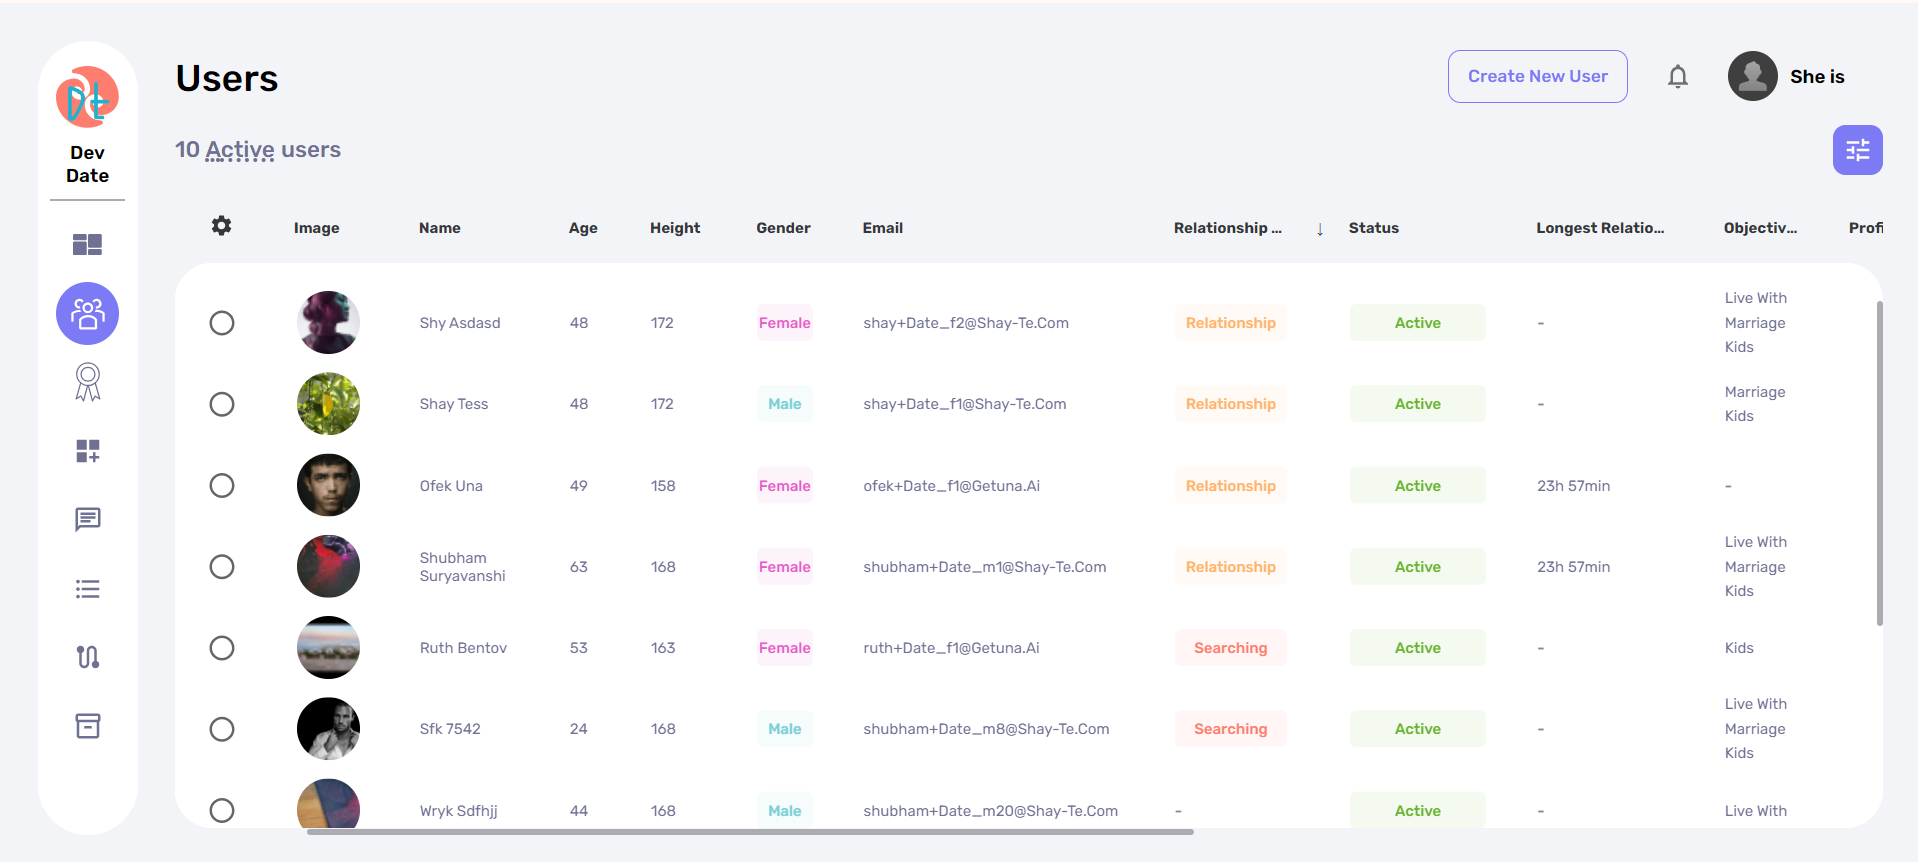 Dt
Dev
Date
Users
Create New User
She is
10 Active users
Image Name Age Height Gender Email Relationship ... ↓ Status Longest Relatio... Objectiv... Profi
Shy Asdasd 48 172 Female shay+Date_f2@Shay-Te.Com Relationship Active - Live With
Marriage
Kids
Shay Tess 48 172 Male shay+Date_f1@Shay-Te.Com Relationship Active - Marriage
Kids
Ofek Una 49 158 Female ofek+Date_f1@Getuna.Ai Relationship Active 23h 57min -
Shubham
Suryavanshi 63 168 Female shubham+Date_m1@Shay-Te.Com Relationship Active 23h 57min Live With
Marriage
Kids
Ruth Bentov 53 163 Female ruth+Date_f1@Getuna.Ai Searching Active - Kids
Sfk 7542 24 168 Male shubham+Date_m8@Shay-Te.Com Searching Active - Live With
Marriage
Kids
Wryk Sdfhjj 44 168 Male shubham+Date_m20@Shay-Te.Com - Active - Live With